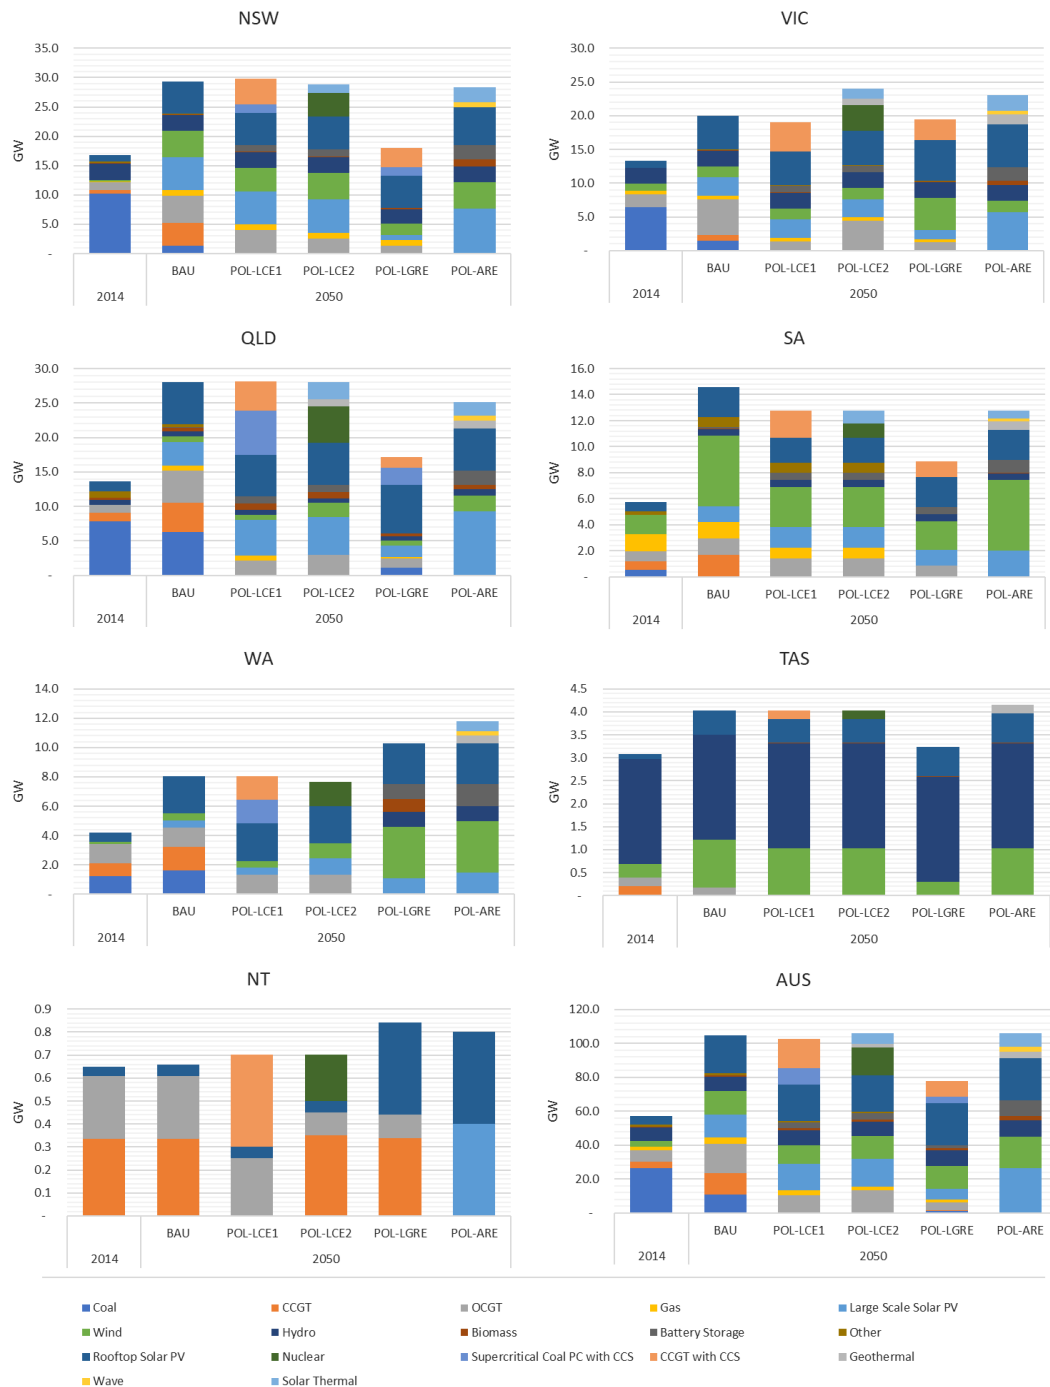 NSW
35.0
30.0
25.0
20.0
15.0
10.0
5.0
-
GW
BAU POL-LCE1 POL-LCE2 POL-LGRE POL-ARE
2014 2050
VIC
30.0
25.0
20.0
15.0
10.0
5.0
-
GW
BAU POL-LCE1 POL-LCE2 POL-LGRE POL-ARE
2014 2050
QLD
30.0
25.0
20.0
15.0
10.0
5.0
-
GW
BAU POL-LCE1 POL-LCE2 POL-LGRE POL-ARE
2014 2050
SA
16.0
14.0
12.0
10.0
8.0
6.0
4.0
2.0
-
GW
BAU POL-LCE1 POL-LCE2 POL-LGRE POL-ARE
2014 2050
WA
14.0
12.0
10.0
8.0
6.0
4.0
2.0
-
GW
BAU POL-LCE1 POL-LCE2 POL-LGRE POL-ARE
2014 2050
TAS
4.5
4.0
3.5
3.0
2.5
2.0
1.5
1.0
0.5
-
GW
BAU POL-LCE1 POL-LCE2 POL-LGRE POL-ARE
2014 2050
NT
0.9
0.8
0.7
0.6
0.5
0.4
0.3
0.2
0.1
-
GW
BAU POL-LCE1 POL-LCE2 POL-LGRE POL-ARE
2014 2050
AUS
120.0
100.0
80.0
60.0
40.0
20.0
-
GW
BAU POL-LCE1 POL-LCE2 POL-LGRE POL-ARE
2014 2050
Coal CCGT OCGT Gas Large Scale Solar PV
Wind Hydro Biomass Battery Storage Other
Rooftop Solar PV Nuclear Supercritical Coal PC with CCS CCGT with CCS Geothermal
Wave Solar Thermal